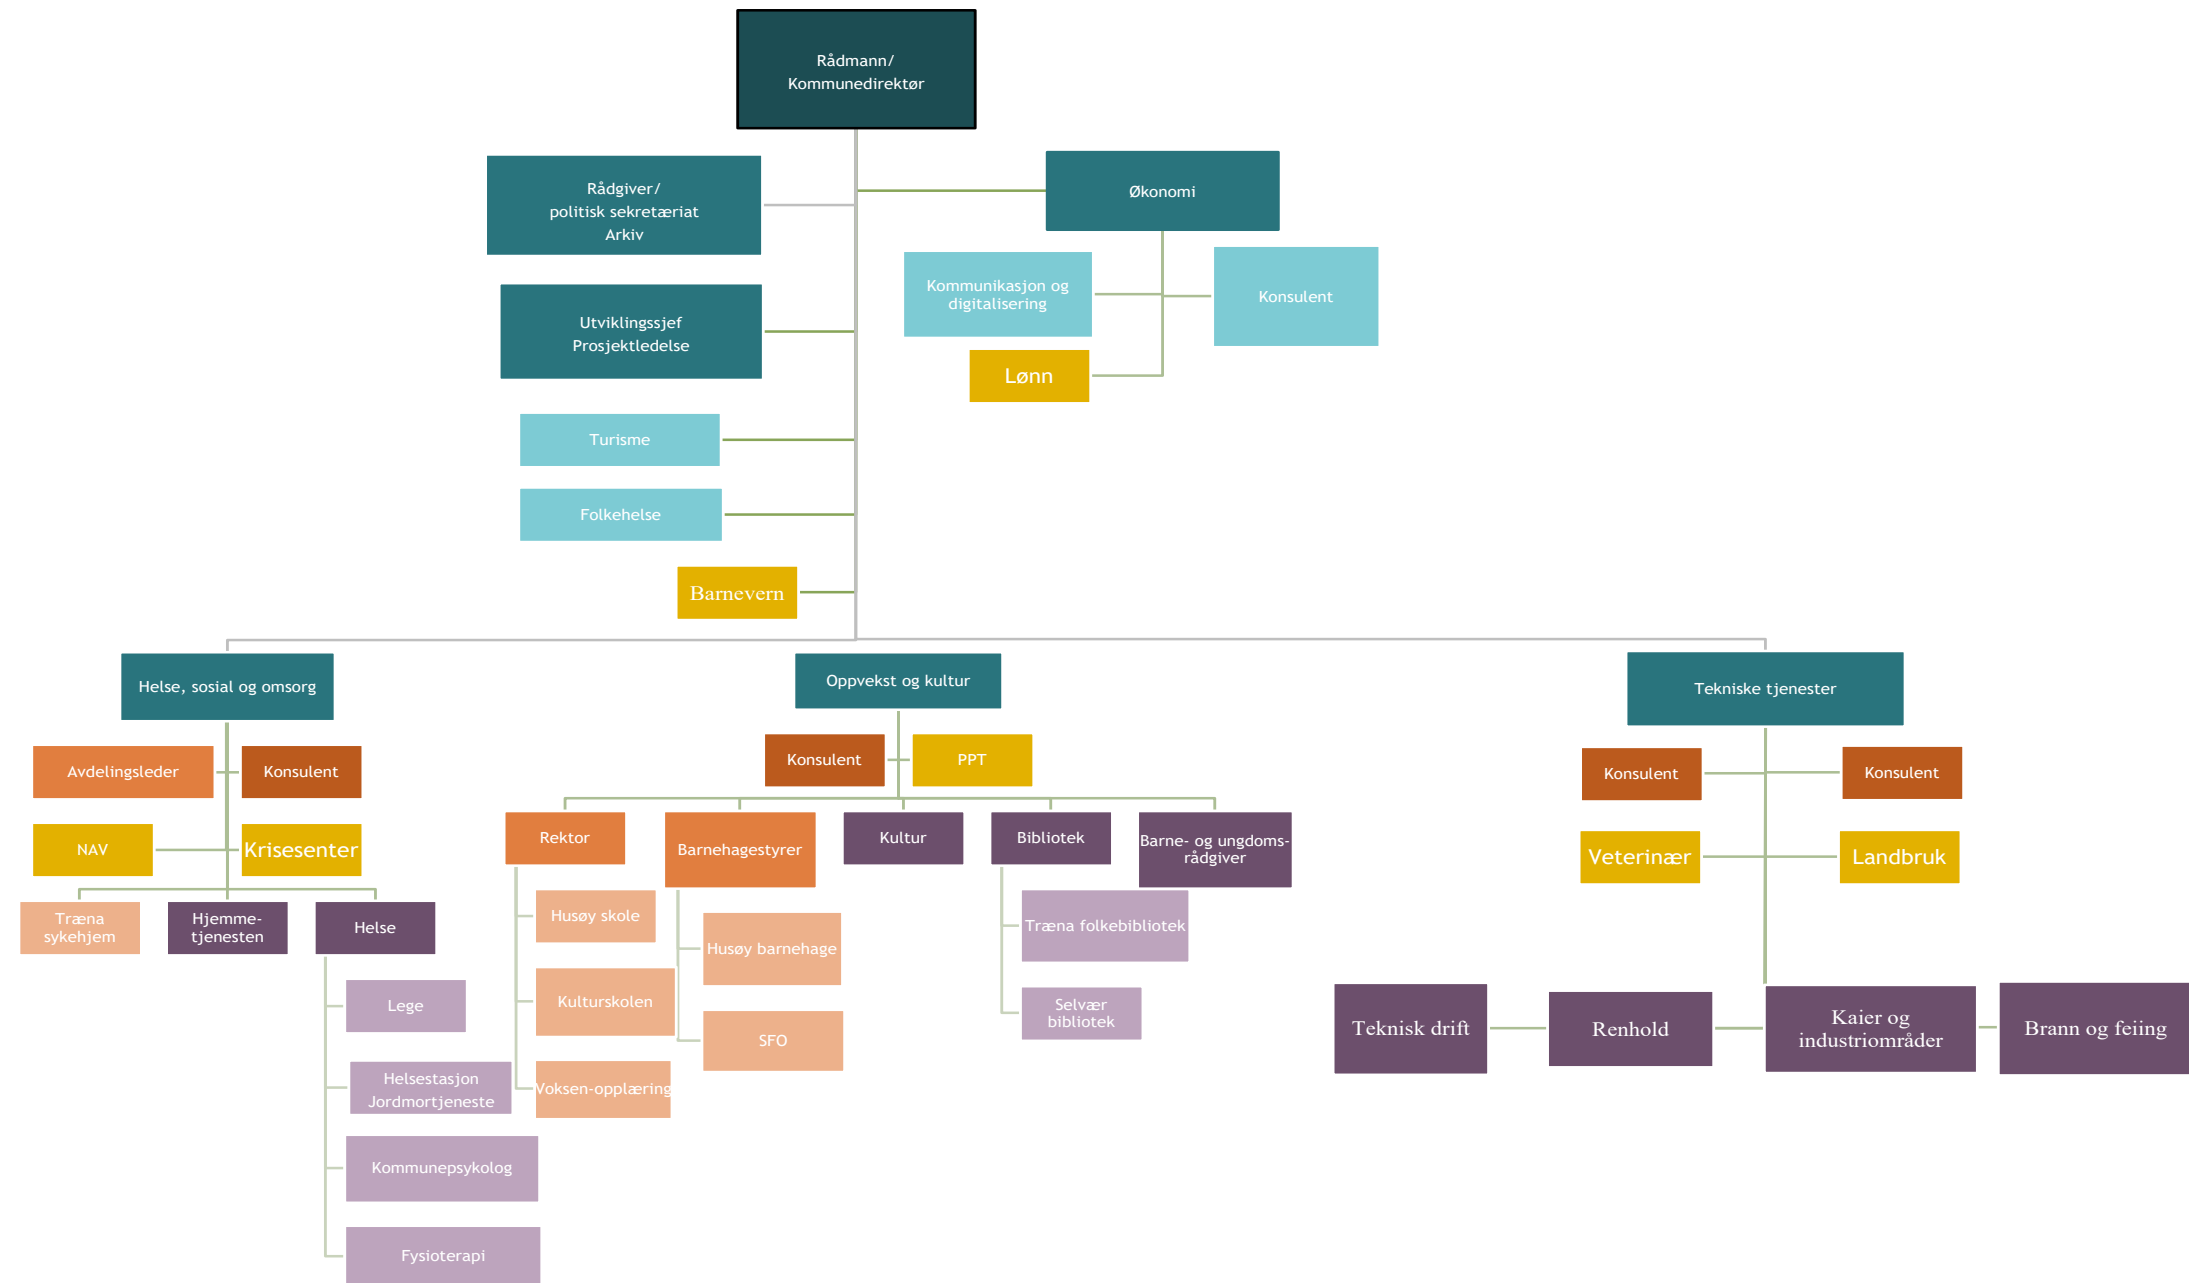 Rådmann/
Kommunedirektør
Rådgiver/
politisk sekretæriat
Arkiv
Økonomi
Kommunikasjon og
digitalisering
Konsulent
Utviklingssjef
Prosjektledelse
Lønn
Turisme
Folkehelse
Barnevern
Helse, sosial og omsorg
Avdelingsleder
Konsulent
NAV
Krisesenter
Træna
sykehjem
Hjemme-
tjenesten
Helse
Lege
Helsestasjon
Jordmortjeneste
Kommunepsykolog
Fysioterapi
Oppvekst og kultur
Konsulent
PPT
Rektor
Barnehagestyrer
Kultur
Bibliotek
Barne- og ungdoms-
rådgiver
Husøy skole
Kulturskolen
Voksen-opplæring
Husøy barnehage
SFO
Træna folkebibliotek
Selvær
bibliotek
Tekniske tjenester
Konsulent
Konsulent
Veterinær
Landbruk
Teknisk drift
Renhold
Kaier og
industriområder
Brann og feiing